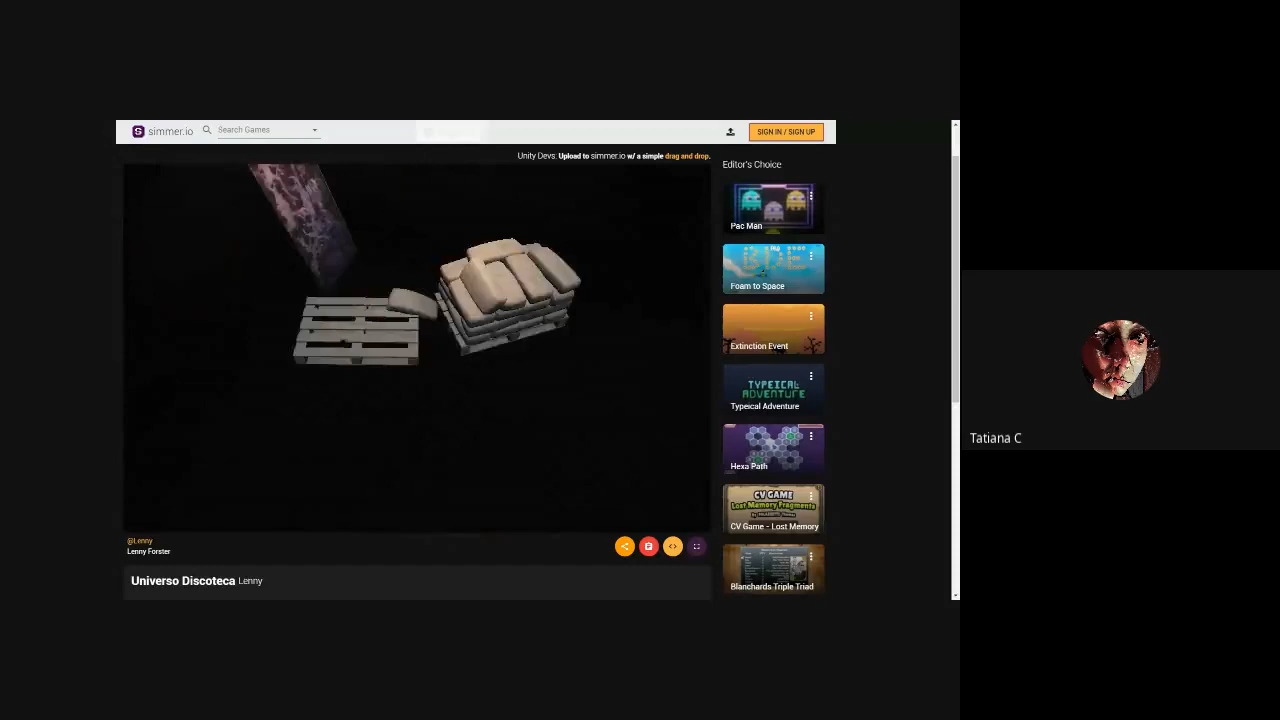 simmer.io
Search Games
SIGN IN / SIGN UP
Unity Devs: Upload to simmer.io w/ a simple drag and drop.
Editor's Choice
Pac Man
Foam to Space
Extinction Event
TYPEICAL
ADVENTURE
Typeical Adventure
Hexa Path
CV GAME
Lost Memory Fragments
CV Game - Lost Memory
Blanchards Triple Triad
@Lenny
Lenny Forster
Universo Discoteca Lenny
Tatiana C